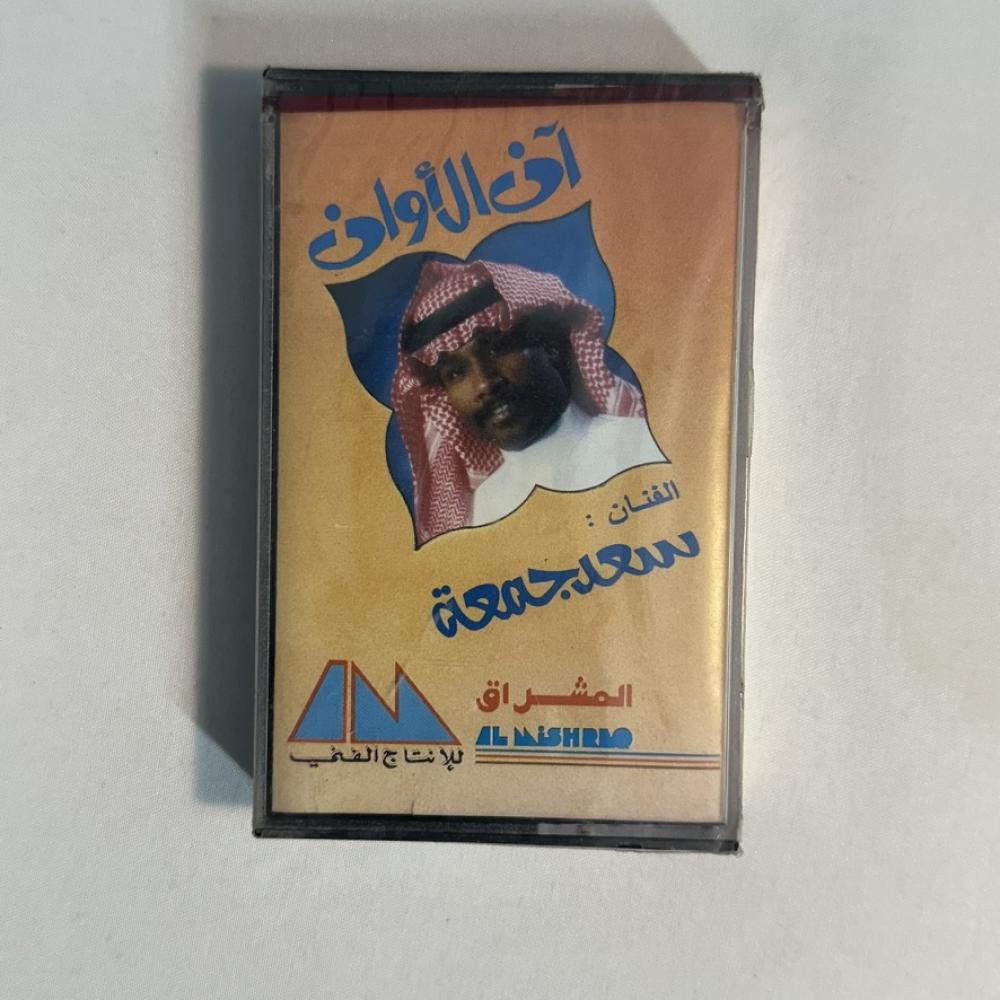 آن الأوان
الفنان :
سعد جمعة
المشراق
AL MiSHRAQ
للإنتاج الفني